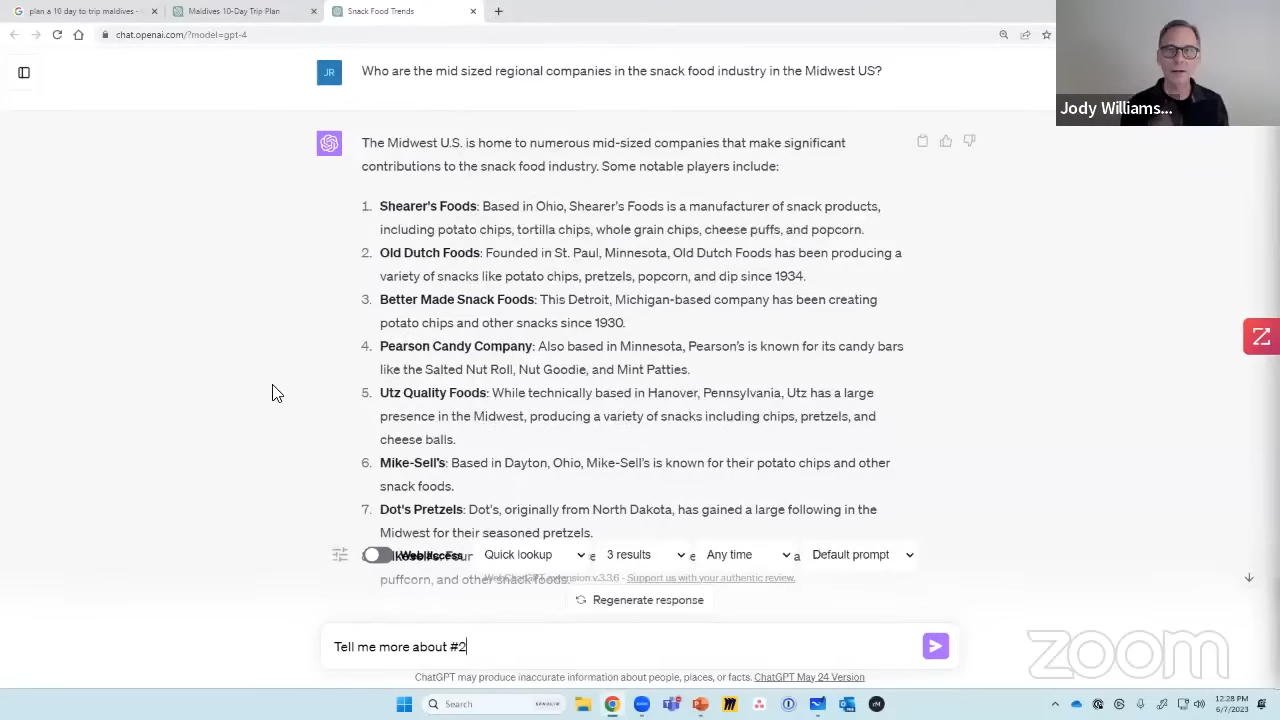 plan a 10 day to trip maldives -
Maldives 10-Day Trip Plan
Snack Food Trends
chat.openai.com/?model=gpt-4
JR
Who are the mid sized regional companies in the snack food industry in the Midwest US?
Jody Williams...
The Midwest U.S. is home to numerous mid-sized companies that make significant
contributions to the snack food industry. Some notable players include:
1. Shearer's Foods: Based in Ohio, Shearer's Foods is a manufacturer of snack products,
including potato chips, tortilla chips, whole grain chips, cheese puffs, and popcorn.
2. Old Dutch Foods: Founded in St. Paul, Minnesota, Old Dutch Foods has been producing a
variety of snacks like potato chips, pretzels, popcorn, and dip since 1934.
3. Better Made Snack Foods: This Detroit, Michigan-based company has been creating
potato chips and other snacks since 1930.
4. Pearson Candy Company: Also based in Minnesota, Pearson's is known for its candy bars
like the Salted Nut Roll, Nut Goodie, and Mint Patties.
5. Utz Quality Foods: While technically based in Hanover, Pennsylvania, Utz has a large
presence in the Midwest, producing a variety of snacks including chips, pretzels, and
cheese balls.
6. Mike-Sell's: Based in Dayton, Ohio, Mike-Sell's is known for their potato chips and other
snack foods.
7. Dot's Pretzels: Dot's, originally from North Dakota, has gained a large following in the
Midwest for their seasoned pretzels.
Web access Quick lookup 3 results Any time Default prompt
puffcorn, and other snack foods.
WebChatGPT extension v.3.3.6 - Support us with your authentic review.
Regenerate response
Tell me more about #2
zoom
ChatGPT may produce inaccurate information about people, places, or facts. ChatGPT May 24 Version
Search
12:28 PM
6/7/2023